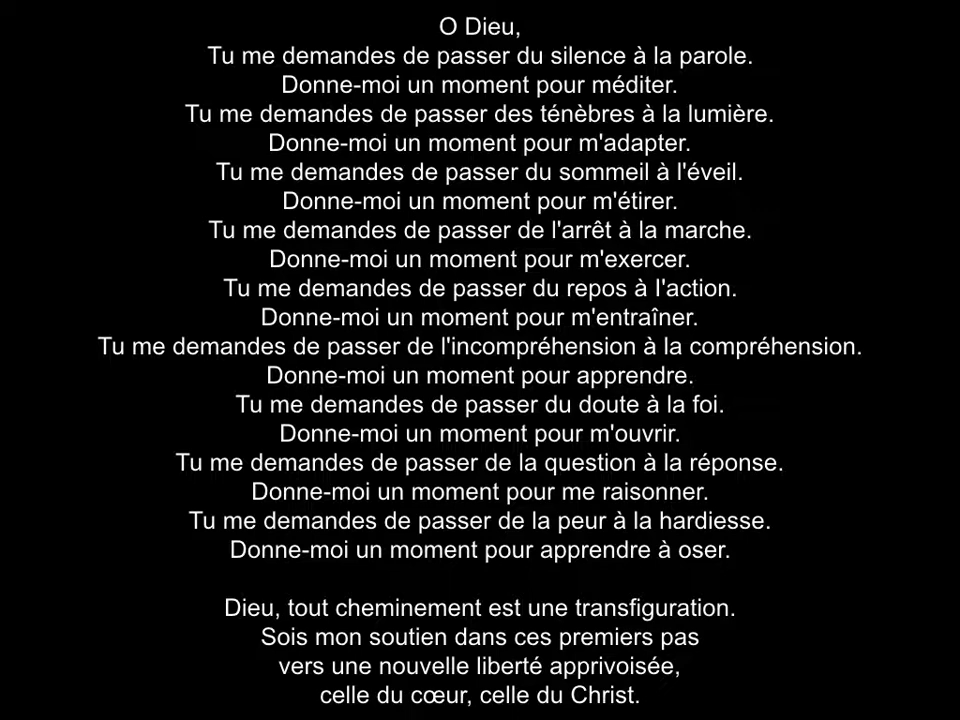 O Dieu,
Tu me demandes de passer du silence à la parole.
Donne-moi un moment pour méditer.
Tu me demandes de passer des ténèbres à la lumière.
Donne-moi un moment pour m'adapter.
Tu me demandes de passer du sommeil à l'éveil.
Donne-moi un moment pour m'étirer.
Tu me demandes de passer de l'arrêt à la marche.
Donne-moi un moment pour m'exercer.
Tu me demandes de passer du repos à l'action.
Donne-moi un moment pour m'entraîner.
Tu me demandes de passer de l'incompréhension à la compréhension.
Donne-moi un moment pour apprendre.
Tu me demandes de passer du doute à la foi.
Donne-moi un moment pour m'ouvrir.
Tu me demandes de passer de la question à la réponse.
Donne-moi un moment pour me raisonner.
Tu me demandes de passer de la peur à la hardiesse.
Donne-moi un moment pour apprendre à oser.
Dieu, tout cheminement est une transfiguration.
Sois mon soutien dans ces premiers pas
vers une nouvelle liberté apprivoisée,
celle du cœur, celle du Christ.